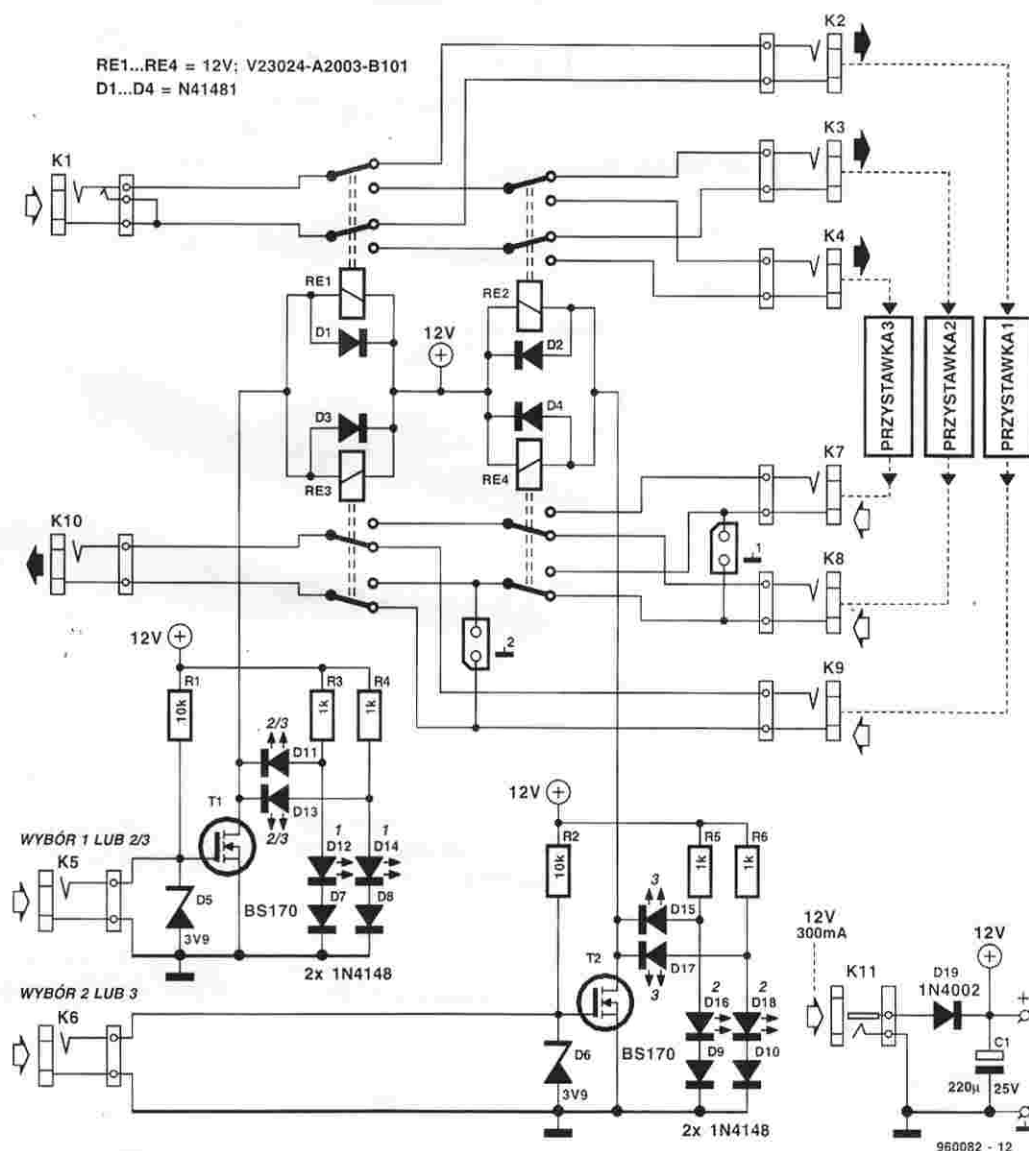 RE1...RE4 = 12V; V23024-A2003-B101
D1...D4 = N41481
K1
K2
K3
K4
RE1
D1
12V
RE2
D2
D3
RE3
D4
RE4
PRZYSTAWKA3
PRZYSTAWKA2
PRZYSTAWKA1
K7
K10
1
K8
2
K9
12V
R1
10k
R3
1k
R4
1k
2/3
D11
D13
2/3
T1
WYBÓR 1 LUB 2/3
K5
D5
3V9
BS170
1
D12
1
D14
D7
D8
2x 1N4148
12V
R2
10k
R5
1k
R6
1k
3
D15
D17
3
T2
WYBÓR 2 LUB 3
K6
D6
3V9
BS170
2
D16
2
D18
D9
D10
2x 1N4148
12V
300mA
K11
D19
1N4002
12V
+
C1
220µ
25V
960082 - 12